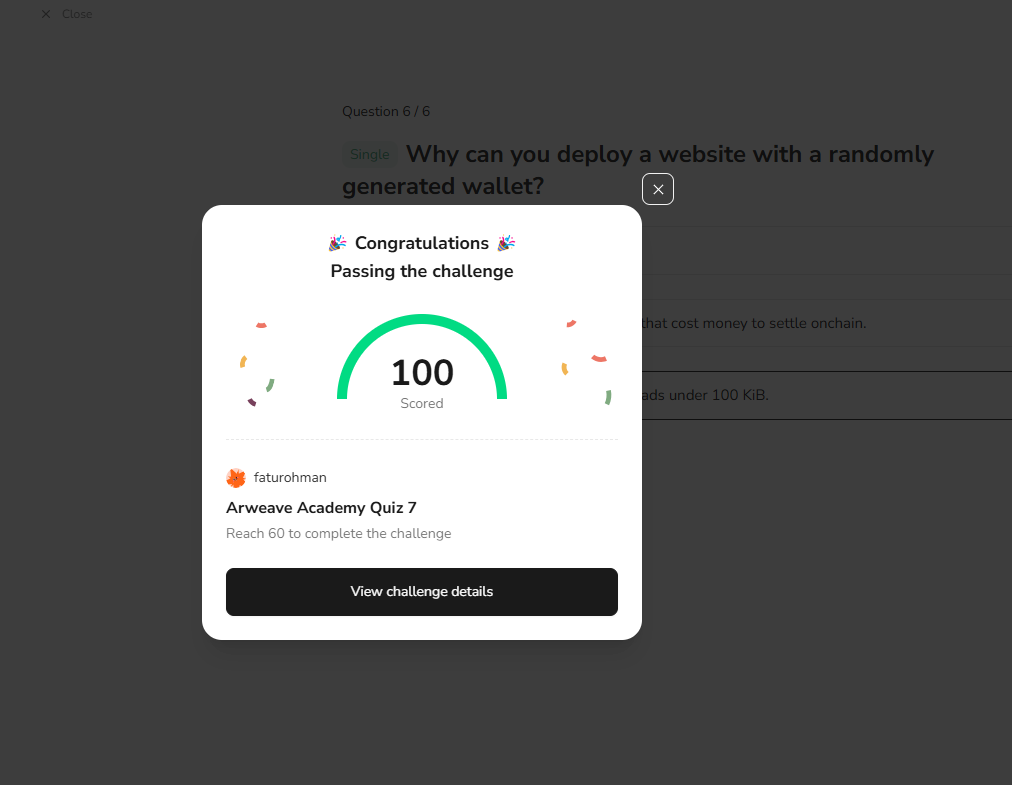 Close
Question 6 / 6
Single Why can you deploy a website with a randomly
generated wallet?
Congratulations
Passing the challenge
that cost money to settle onchain.
100
Scored
ads under 100 KiB.
faturohman
Arweave Academy Quiz 7
Reach 60 to complete the challenge
View challenge details